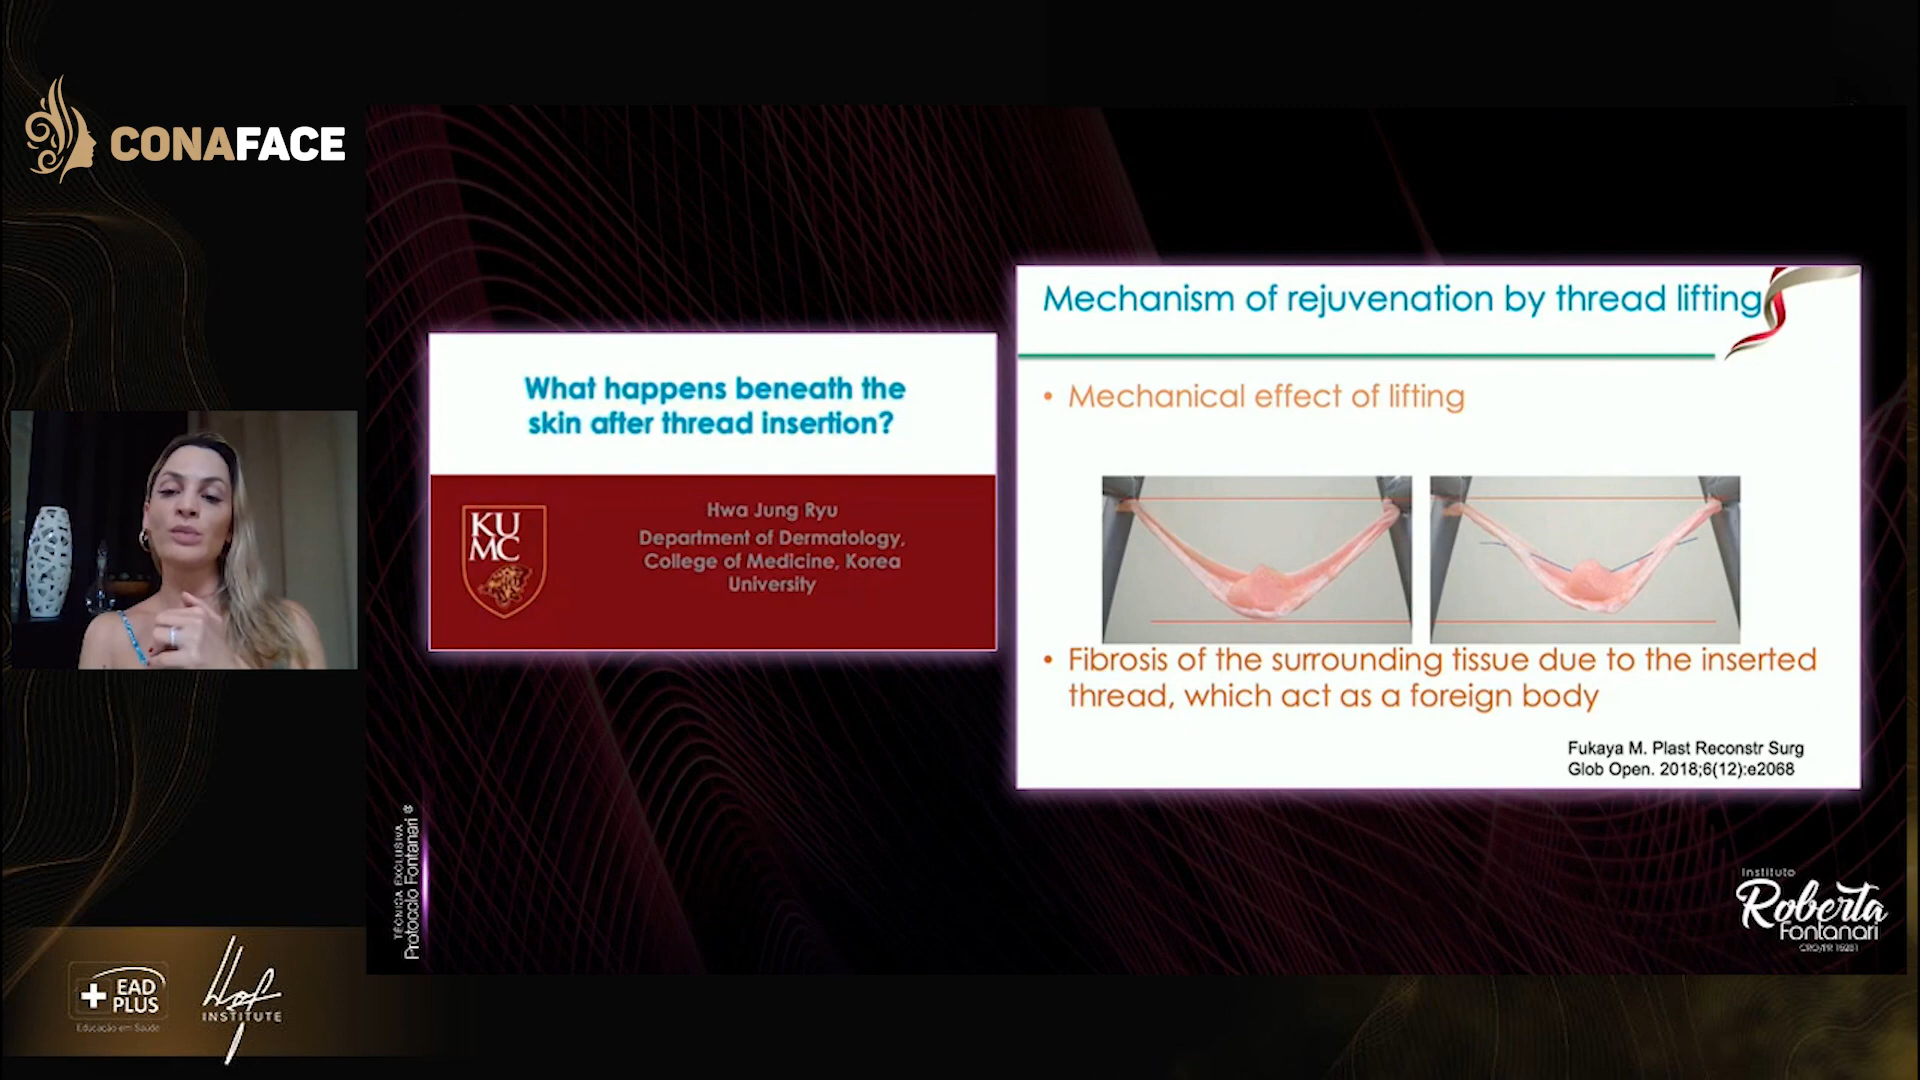 CONAFACE
What happens beneath the
skin after thread insertion?
KU
MC
Hwa Jung Ryu
Department of Dermatology,
College of Medicine, Korea
University
Mechanism of rejuvenation by thread lifting
• Mechanical effect of lifting
• Fibrosis of the surrounding tissue due to the inserted
thread, which act as a foreign body
Fukaya M. Plast Reconstr Surg
Glob Open. 2018;6(12):e2068
TÉCNICA EXCLUSIVA
Protocolo Fontanari ®
Instituto
Roberta
Fontanari
EAD
PLUS
Educação em Saúde
Hof
INSTITUTE